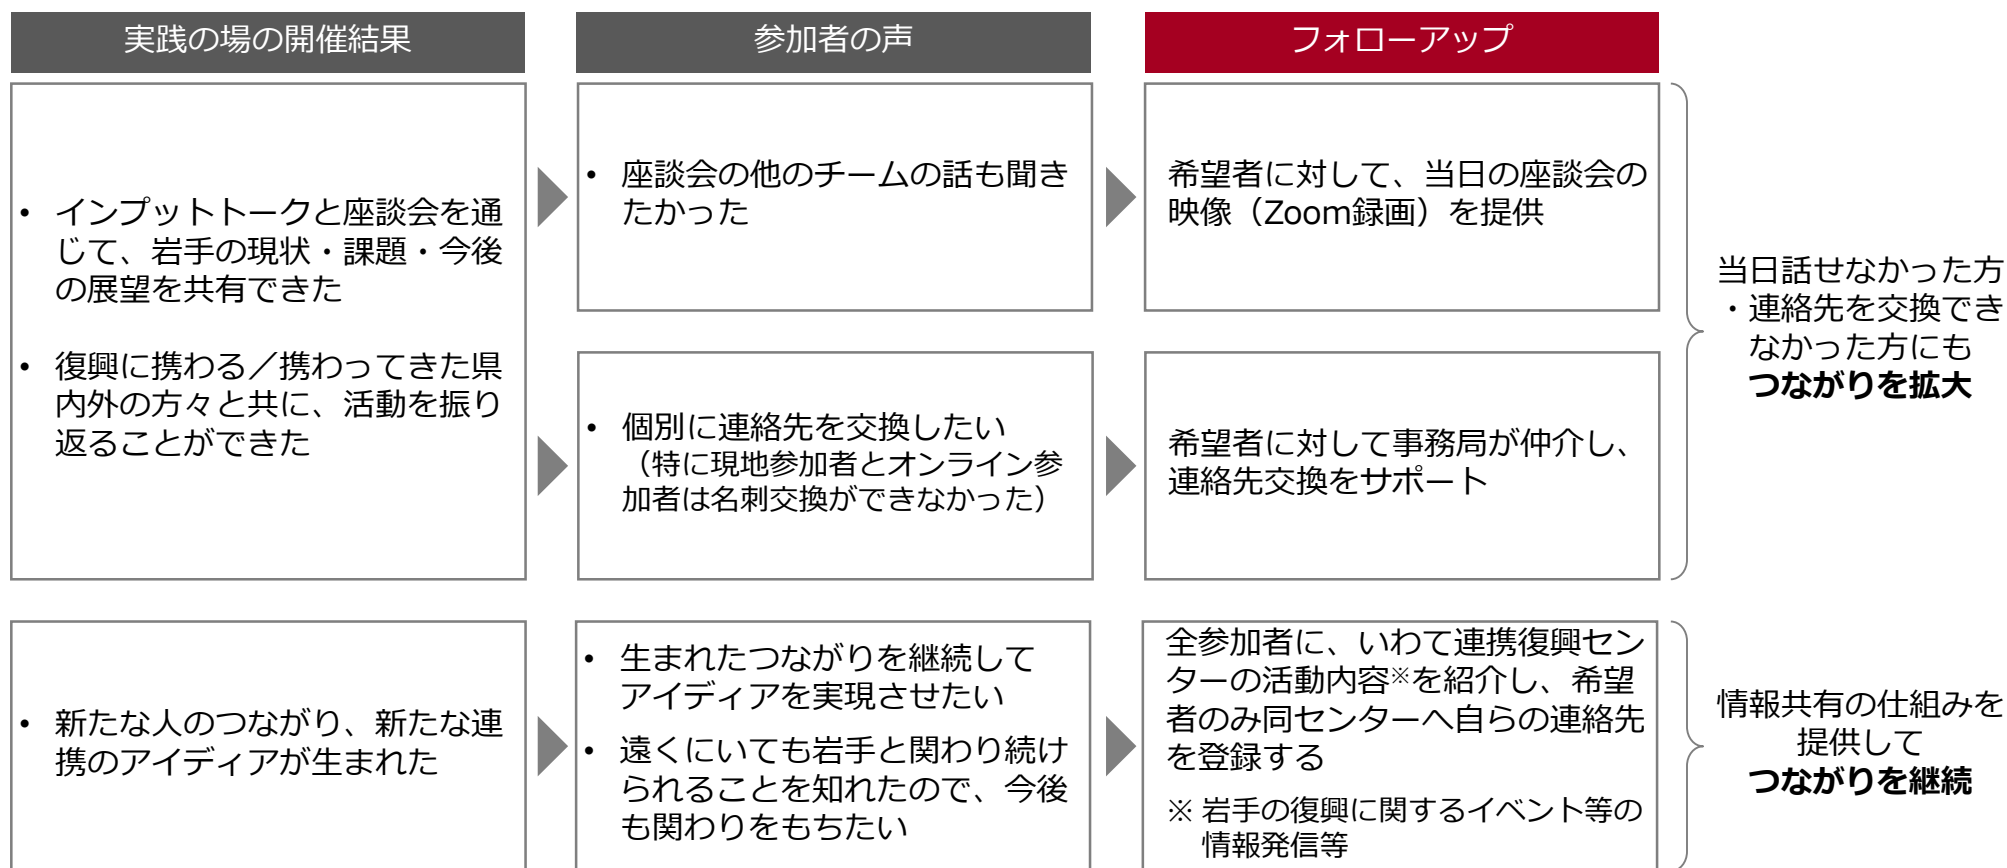 実践の場の開催結果
参加者の声
フォローアップ
• インプットトークと座談会を通
じて、岩手の現状・課題・今後
の展望を共有できた
• 復興に携わる／携わってきた県
内外の方々と共に、活動を振り
返ることができた
• 座談会の他のチームの話も聞き
たかった
希望者に対して、当日の座談会の
映像（Zoom録画）を提供
• 個別に連絡先を交換したい
（特に現地参加者とオンライン参
加者は名刺交換ができなかった）
希望者に対して事務局が仲介し、
連絡先交換をサポート
当日話せなかった方
・連絡先を交換でき
なかった方にも
つながりを拡大
• 新たな人のつながり、新たな連
携のアイディアが生まれた
• 生まれたつながりを継続して
アイディアを実現させたい
• 遠くにいても岩手と関わり続け
られることを知れたので、今後
も関わりをもちたい
全参加者に、いわて連携復興セン
ターの活動内容※を紹介し、希望
者のみ同センターへ自らの連絡先
を登録する
※ 岩手の復興に関するイベント等の
情報発信等
情報共有の仕組みを
提供して
つながりを継続